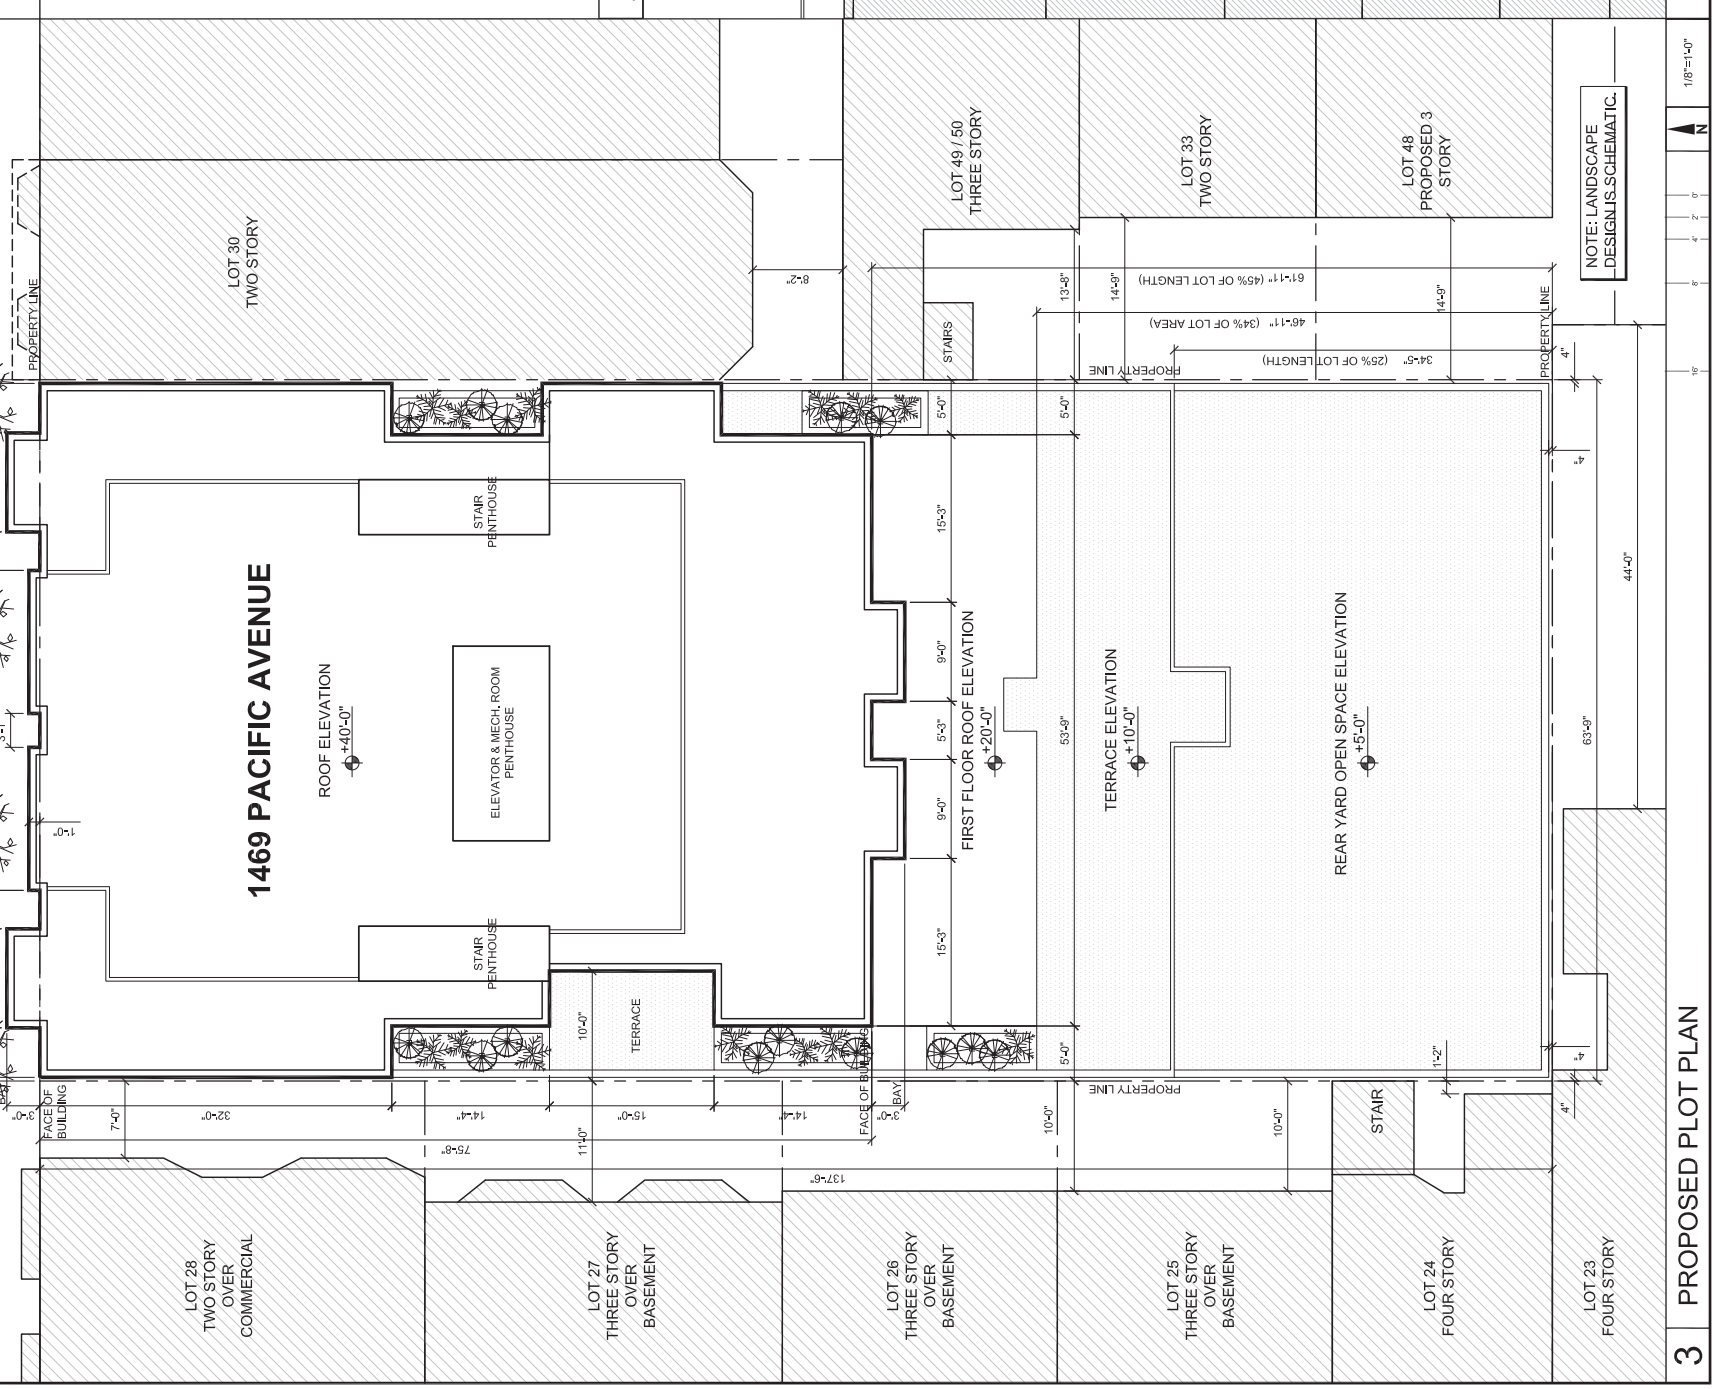 LOT 28
TWO STORY
OVER
COMMERCIAL
LOT 27
THREE STORY
OVER
BASEMENT
LOT 26
THREE STORY
OVER
BASEMENT
LOT 25
THREE STORY
OVER
BASEMENT
LOT 24
FOUR STORY
LOT 23
FOUR STORY
STAIR
3'-0"
FACE OF
BUILDING
7'-0"
32'-0"
14'-4"
15'-0"
14'-4"
3'-0"
75'-8"
137'-6"
11'-0"
FACE OF BUILDING
BAY
10'-0"
10'-0"
PROPERTY LINE
1'-2"
4"
4"
10'-0"
TERRACE
5'-0"
15'-3"
9'-0"
5'-3"
9'-0"
15'-3"
5'-0"
5'-0"
53'-9"
13'-8"
1'-0"
3'-1"
1469 PACIFIC AVENUE
ROOF ELEVATION
+40'-0"
ELEVATOR & MECH. ROOM
PENTHOUSE
STAIR
PENTHOUSE
STAIR
PENTHOUSE
FIRST FLOOR ROOF ELEVATION
+20'-0"
TERRACE ELEVATION
+10'-0"
REAR YARD OPEN SPACE ELEVATION
+5'-0"
63'-9"
44'-0"
4"
4"
PROPERTY LINE
PROPERTY LINE
PROPERTY LINE
LOT 30
TWO STORY
8'-2"
STAIRS
14'-9"
14'-9"
61'-11" (45% OF LOT LENGTH)
46'-11" (34% OF LOT AREA)
34'-5" (25% OF LOT LENGTH)
LOT 49 / 50
THREE STORY
LOT 33
TWO STORY
LOT 48
PROPOSED 3
STORY
NOTE: LANDSCAPE
DESIGN IS SCHEMATIC.
3 PROPOSED PLOT PLAN
16'
8'
4'
2'
0'
N
1/8"=1'-0"